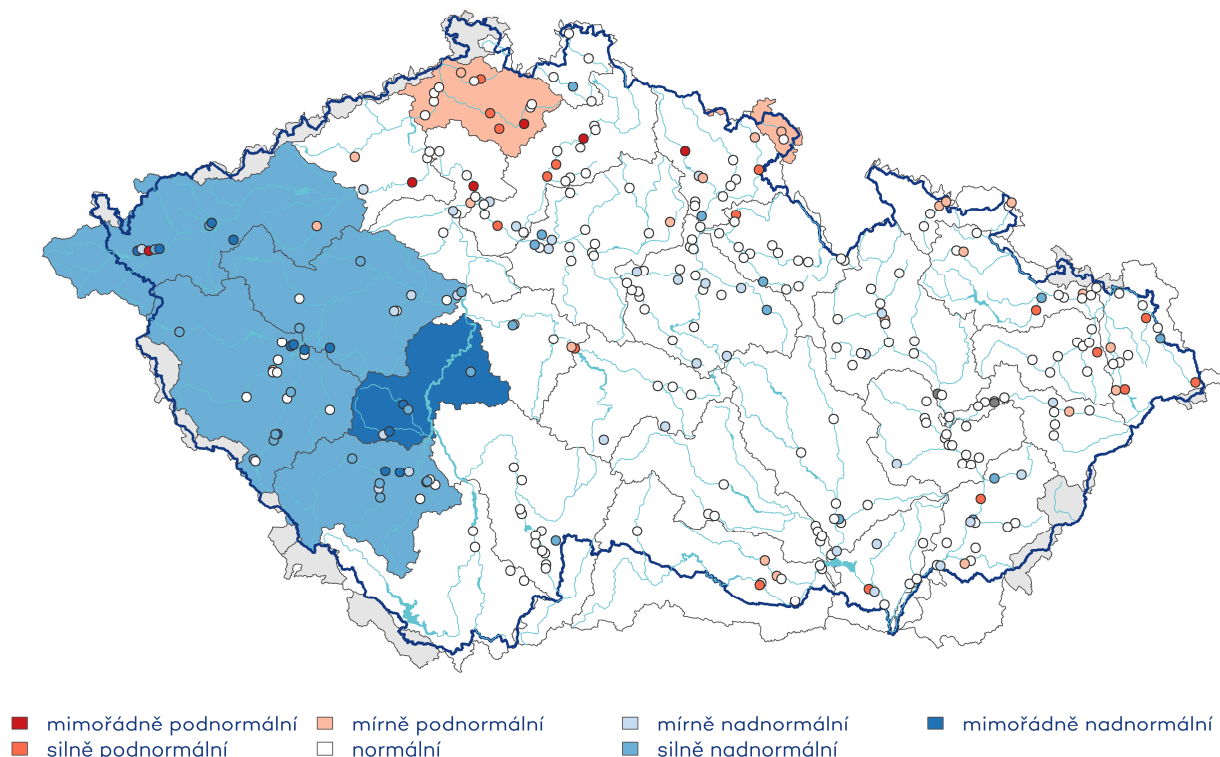 mimořádně podnormální
mírně podnormální
mírně nadnormální
mimořádně nadnormální
silně podnormální
normální
silně nadnormální